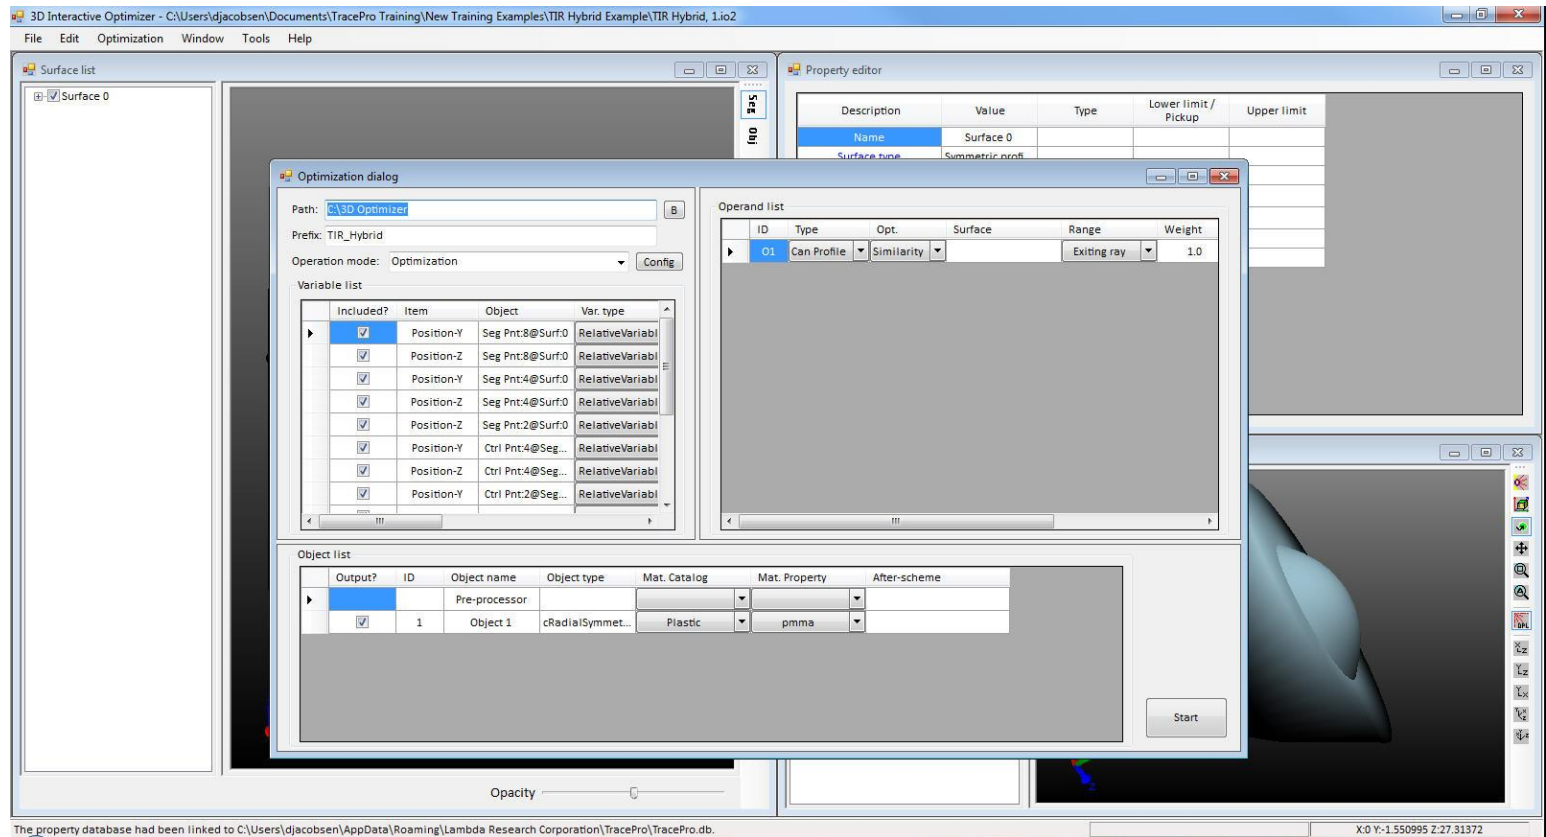 3D Interactive Optimizer - C:\Users\djacobsen\Documents\TracePro Training\New Training Examples\TIR Hybrid Example\TIR Hybrid, 1.io2
File Edit Optimization Window Tools Help
Surface list
Surface 0
Seg
Obj
Property editor
Description Value Type Lower limit / Pickup Upper limit
Name Surface 0
Surface type Symmetric profi...
Optimization dialog
Path: C:\3D Optimizer B
Prefix: TIR_Hybrid
Operation mode: Optimization Config
Variable list
Included? Item Object Var. type
Position-Y Seg Pnt:8@Surf:0 RelativeVariabl
Position-Z Seg Pnt:8@Surf:0 RelativeVariabl
Position-Y Seg Pnt:4@Surf:0 RelativeVariabl
Position-Z Seg Pnt:4@Surf:0 RelativeVariabl
Position-Z Seg Pnt:2@Surf:0 RelativeVariabl
Position-Y Ctrl Pnt:4@Seg... RelativeVariabl
Position-Z Ctrl Pnt:4@Seg... RelativeVariabl
Position-Y Ctrl Pnt:2@Seg... RelativeVariabl
Operand list
ID Type Opt. Surface Range Weight
O1 Can Profile Similarity Exiting ray 1.0
Object list
Output? ID Object name Object type Mat. Catalog Mat. Property After-scheme
Pre-processor
1 Object 1 cRadialSymmet... Plastic pmma
Start
Opacity
Z
The property database had been linked to C:\Users\djacobsen\AppData\Roaming\Lambda Research Corporation\TracePro\TracePro.db.
X:0 Y:-1.550995 Z:27.31372